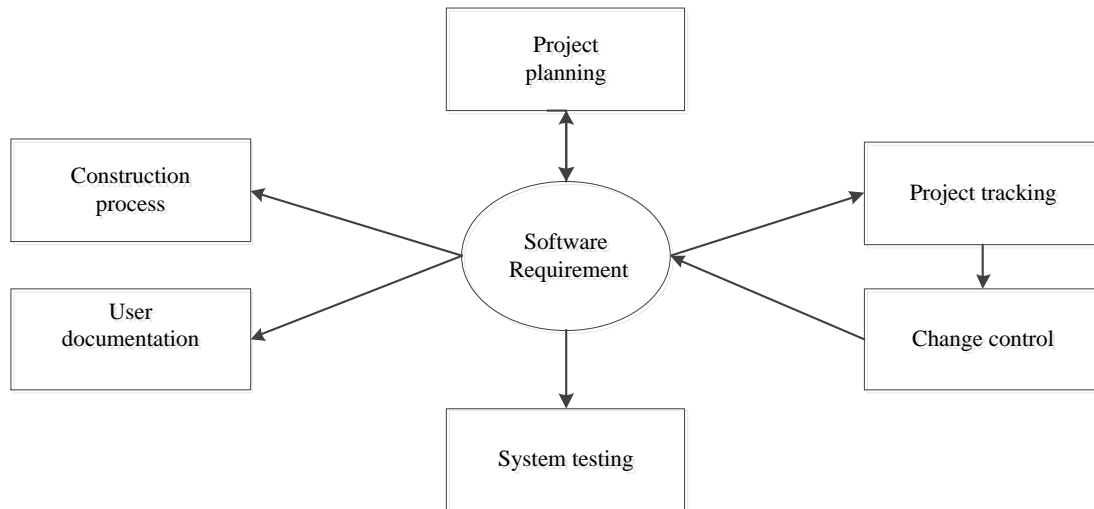 Project
planning
Construction
process
Project tracking
Software
Requirement
User
documentation
Change control
System testing